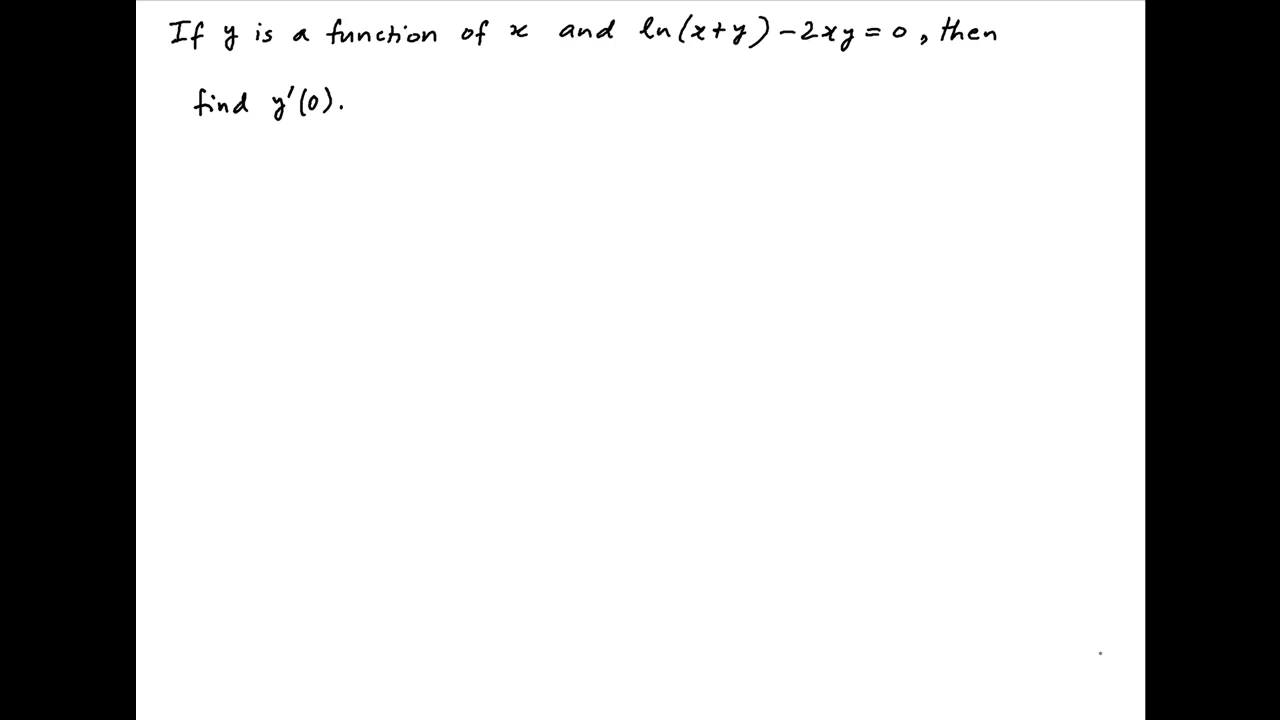 If y is a function of x and ln(x+y)-2xy=0, then
find y'(0).